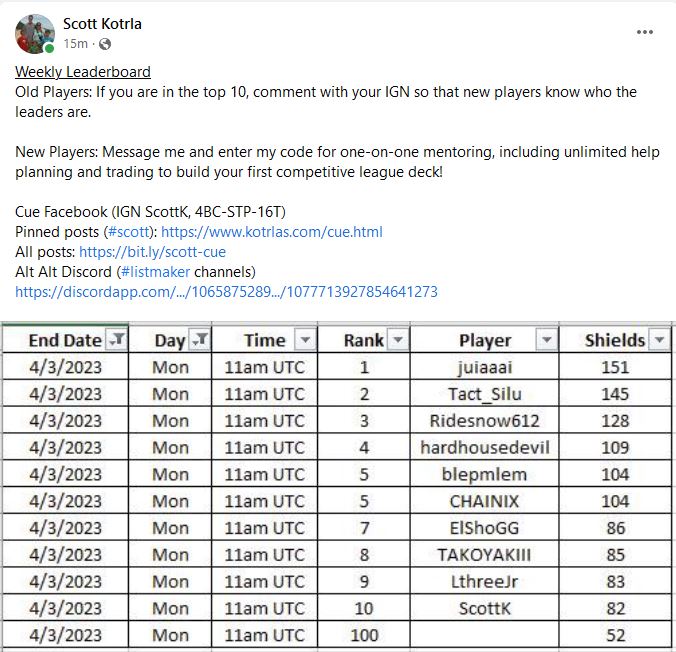 Scott Kotrla
15m ·
Weekly Leaderboard
Old Players: If you are in the top 10, comment with your IGN so that new players know who the
leaders are.
New Players: Message me and enter my code for one-on-one mentoring, including unlimited help
planning and trading to build your first competitive league deck!
Cue Facebook (IGN ScottK, 4BC-STP-16T)
Pinned posts (#scott): https://www.kotrlas.com/cue.html
All posts: https://bit.ly/scott-cue
Alt Alt Discord (#listmaker channels)
https://discordapp.com/.../1065875289.../1077713927854641273
End Date Day Time Rank Player Shields
4/3/2023 Mon 11am UTC 1 juiaaai 151
4/3/2023 Mon 11am UTC 2 Tact_Silu 145
4/3/2023 Mon 11am UTC 3 Ridesnow612 128
4/3/2023 Mon 11am UTC 4 hardhousedevil 109
4/3/2023 Mon 11am UTC 5 blepmlem 104
4/3/2023 Mon 11am UTC 5 CHAINIX 104
4/3/2023 Mon 11am UTC 7 ElShoGG 86
4/3/2023 Mon 11am UTC 8 TAKOYAKIII 85
4/3/2023 Mon 11am UTC 9 LthreeJr 83
4/3/2023 Mon 11am UTC 10 ScottK 82
4/3/2023 Mon 11am UTC 100 52